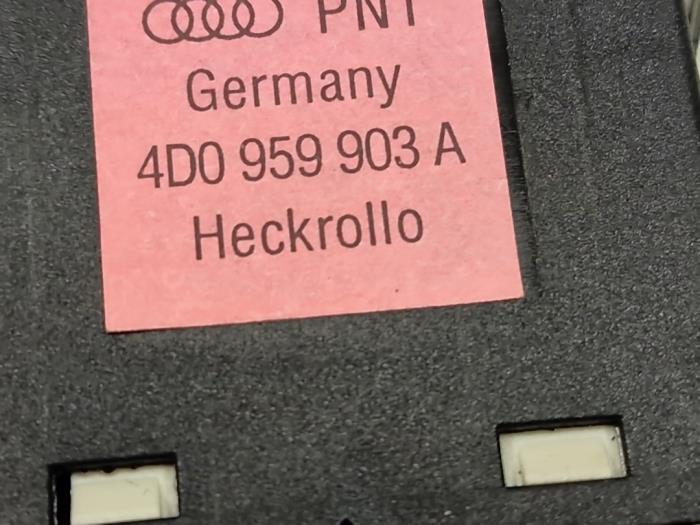 PNT
Germany
4D0 959 903 A
Heckrollo